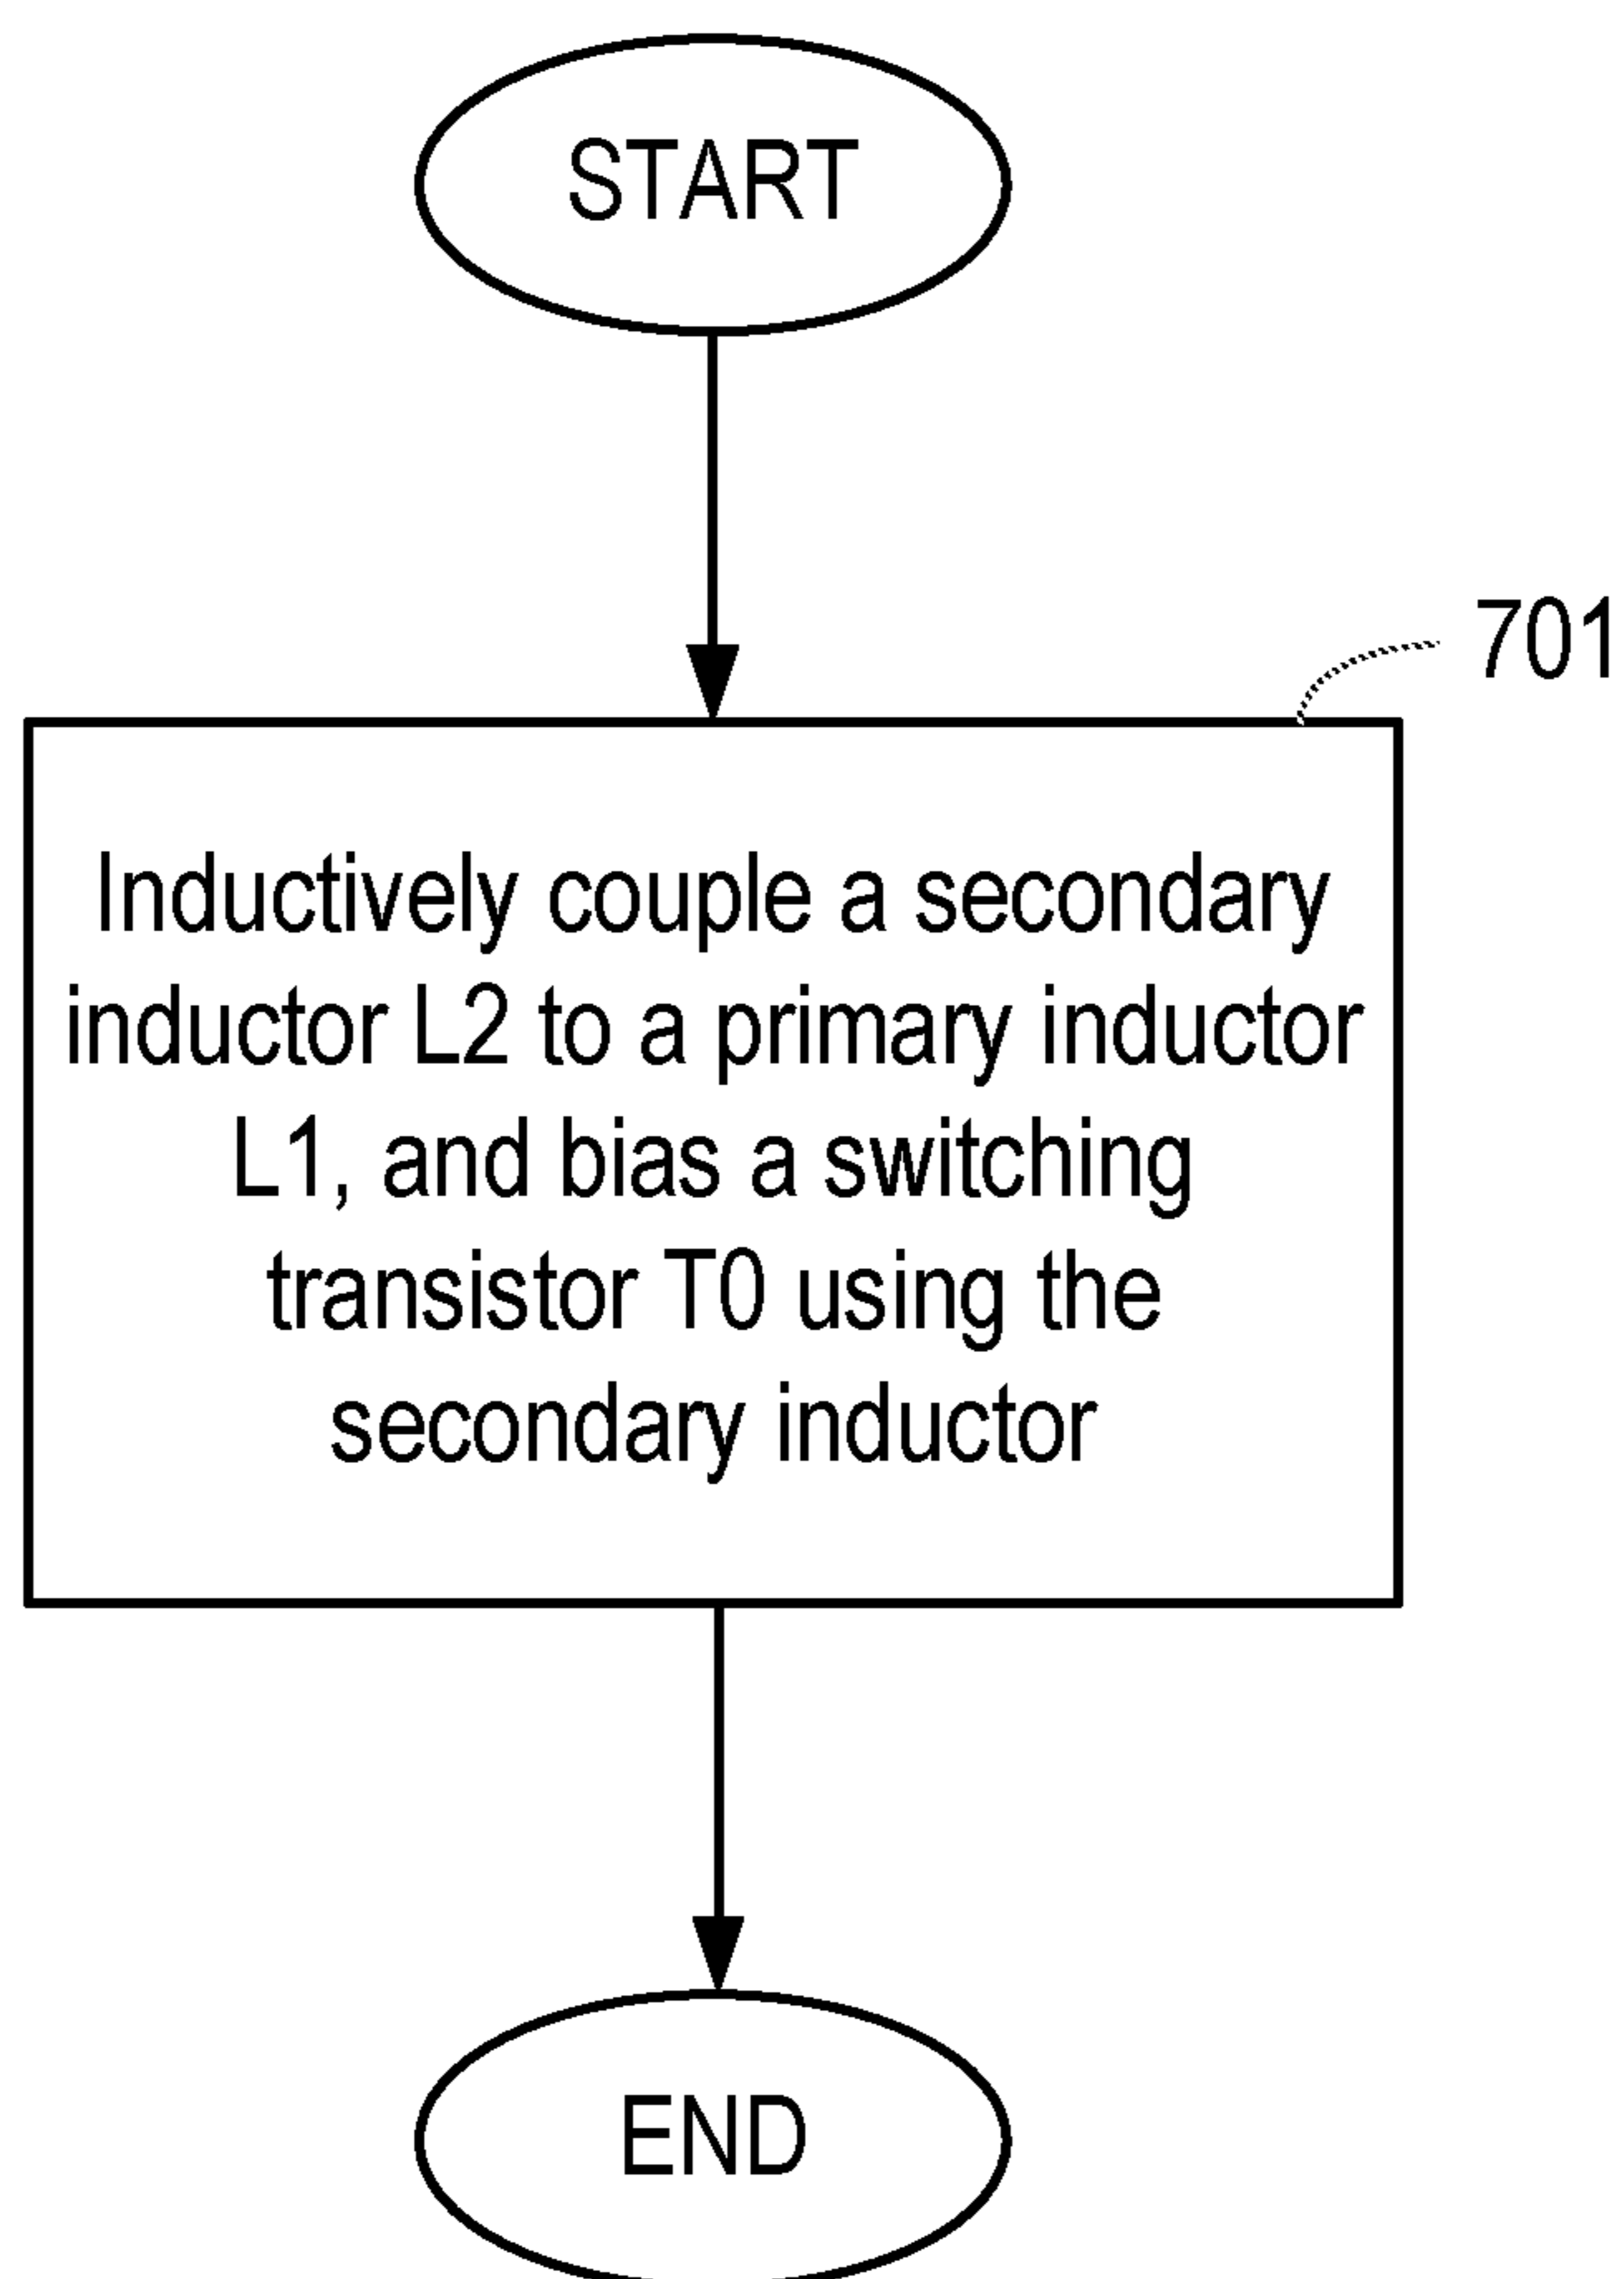 START
701
Inductively couple a secondary
inductor L2 to a primary inductor
L1, and bias a switching
transistor T0 using the
secondary inductor
END